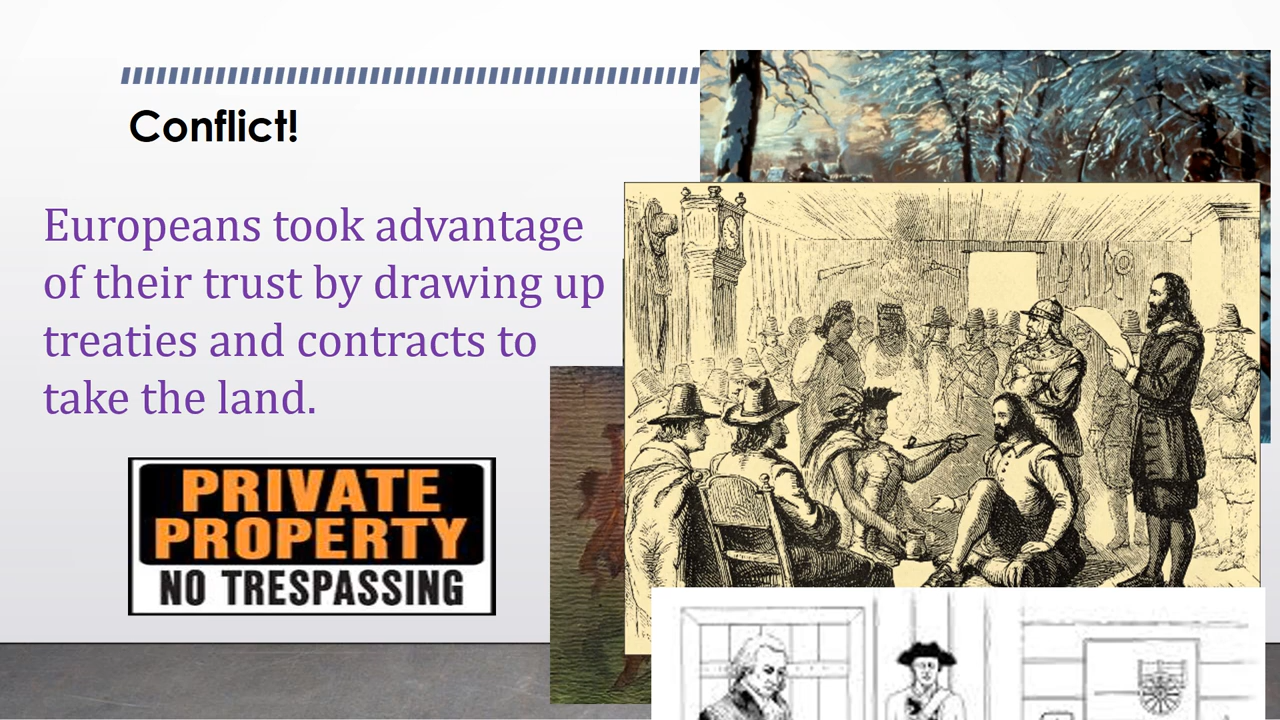 Conflict!
Europeans took advantage
of their trust by drawing up
treaties and contracts to
take the land.
PRIVATE
PROPERTY
NO TRESPASSING